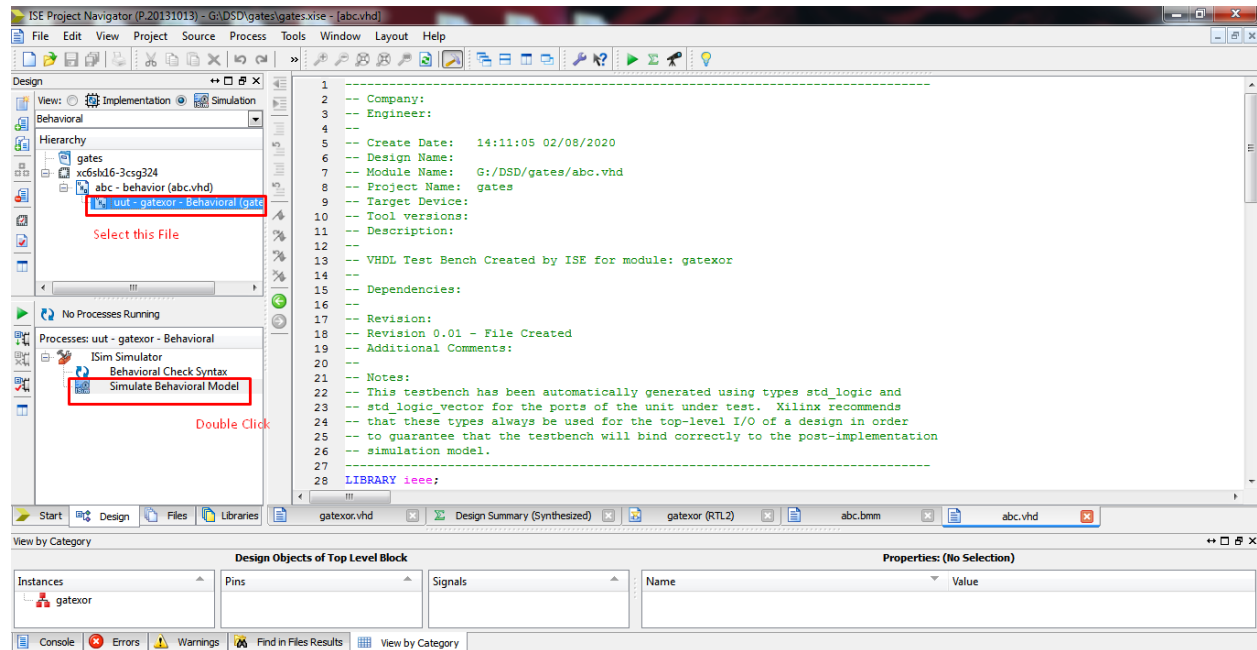 ISE Project Navigator (P.20131013) - G:\DSD\gates\gates.xise - [abc.vhd]
File Edit View Project Source Process Tools Window Layout Help
Design
View: Implementation Simulation
Behavioral
Hierarchy
gates
xc6slx16-3csg324
abc - behavior (abc.vhd)
uut - gatexor - Behavioral (gate
Select this File
No Processes Running
Processes: uut - gatexor - Behavioral
ISim Simulator
Behavioral Check Syntax
Simulate Behavioral Model
Double Click
1 --------------------------------------------------------------------------------
2 -- Company:
3 -- Engineer:
4 --
5 -- Create Date:   14:11:05 02/08/2020
6 -- Design Name:
7 -- Module Name:   G:/DSD/gates/abc.vhd
8 -- Project Name:  gates
9 -- Target Device:
10 -- Tool versions:
11 -- Description:
12 --
13 -- VHDL Test Bench Created by ISE for module: gatexor
14 --
15 -- Dependencies:
16 --
17 -- Revision:
18 -- Revision 0.01 - File Created
19 -- Additional Comments:
20 --
21 -- Notes:
22 -- This testbench has been automatically generated using types std_logic and
23 -- std_logic_vector for the ports of the unit under test.  Xilinx recommends
24 -- that these types always be used for the top-level I/O of a design in order
25 -- to guarantee that the testbench will bind correctly to the post-implementation
26 -- simulation model.
27 --------------------------------------------------------------------------------
28 LIBRARY ieee;
Start Design Files Libraries
gatexor.vhd Design Summary (Synthesized) gatexor (RTL2) abc.bmm abc.vhd
View by Category
Design Objects of Top Level Block Properties: (No Selection)
Instances Pins Signals Name Value
gatexor
Console Errors Warnings Find in Files Results View by Category